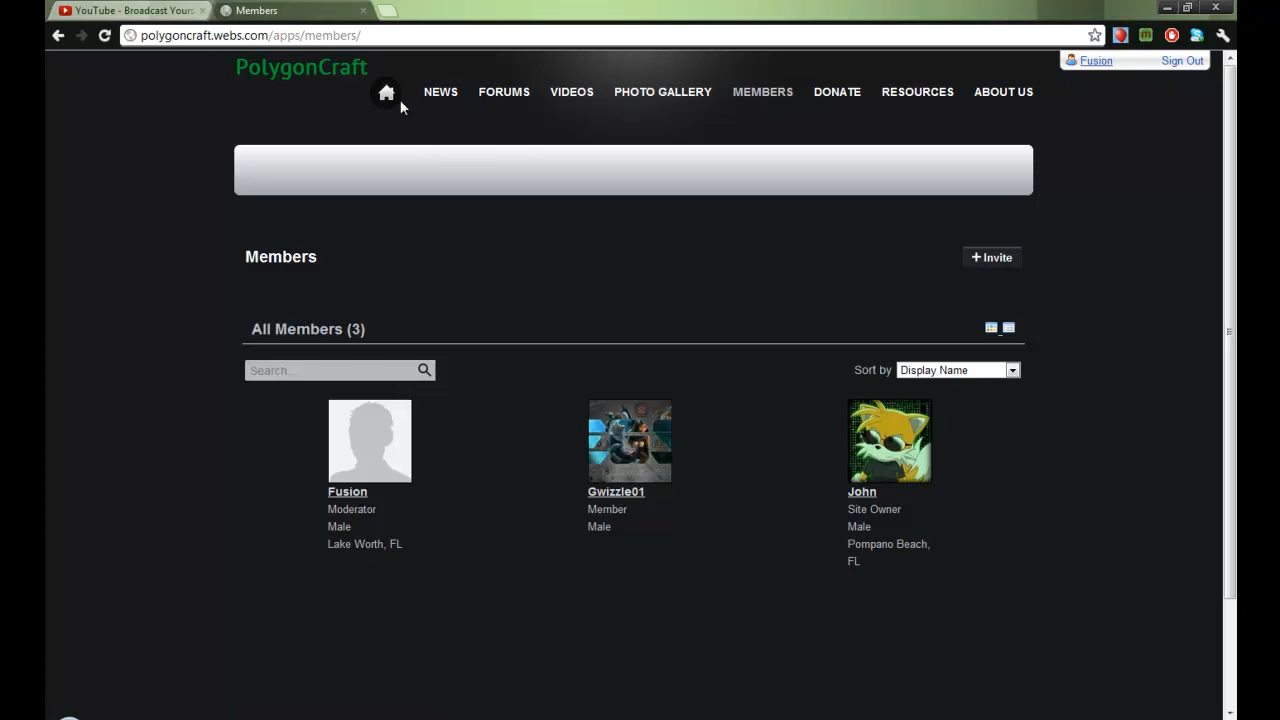 YouTube - Broadcast Yours
Members
polygoncraft.webs.com/apps/members/
Fusion
Sign Out
PolygonCraft
NEWS FORUMS VIDEOS PHOTO GALLERY MEMBERS DONATE RESOURCES ABOUT US
Members
+ Invite
All Members (3)
Search...
Sort by Display Name
Fusion
Moderator
Male
Lake Worth, FL
Gwizzle01
Member
Male
John
Site Owner
Male
Pompano Beach,
FL